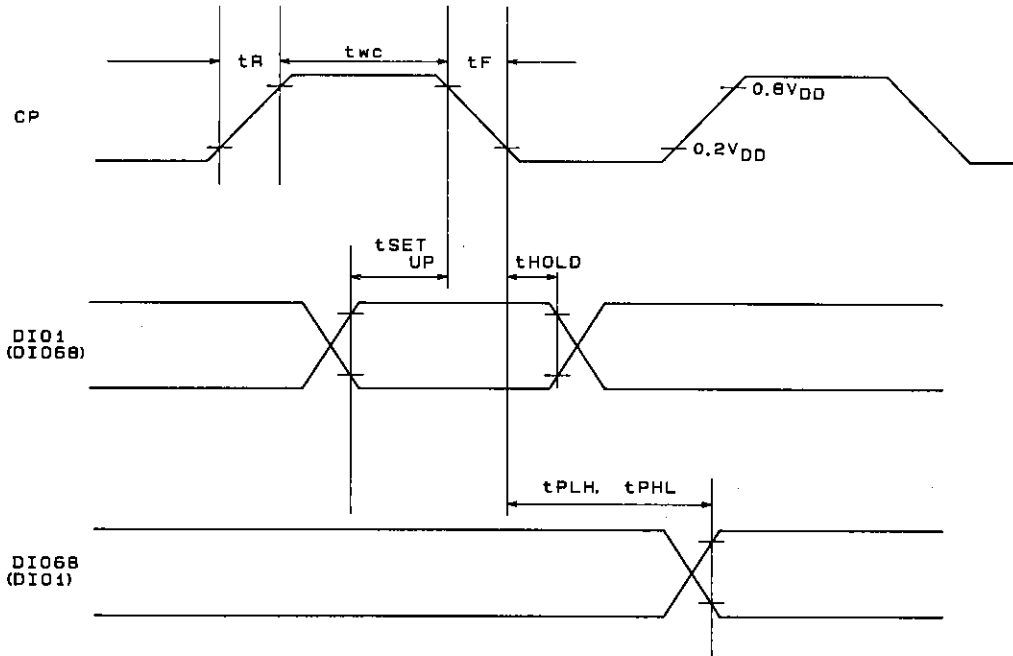 tR
twc
tF
CP
0.8VDD
0.2VDD
tSET
UP
tHOLD
DIO1
(DIO68)
tPLH, tPHL
DIO68
(DIO1)